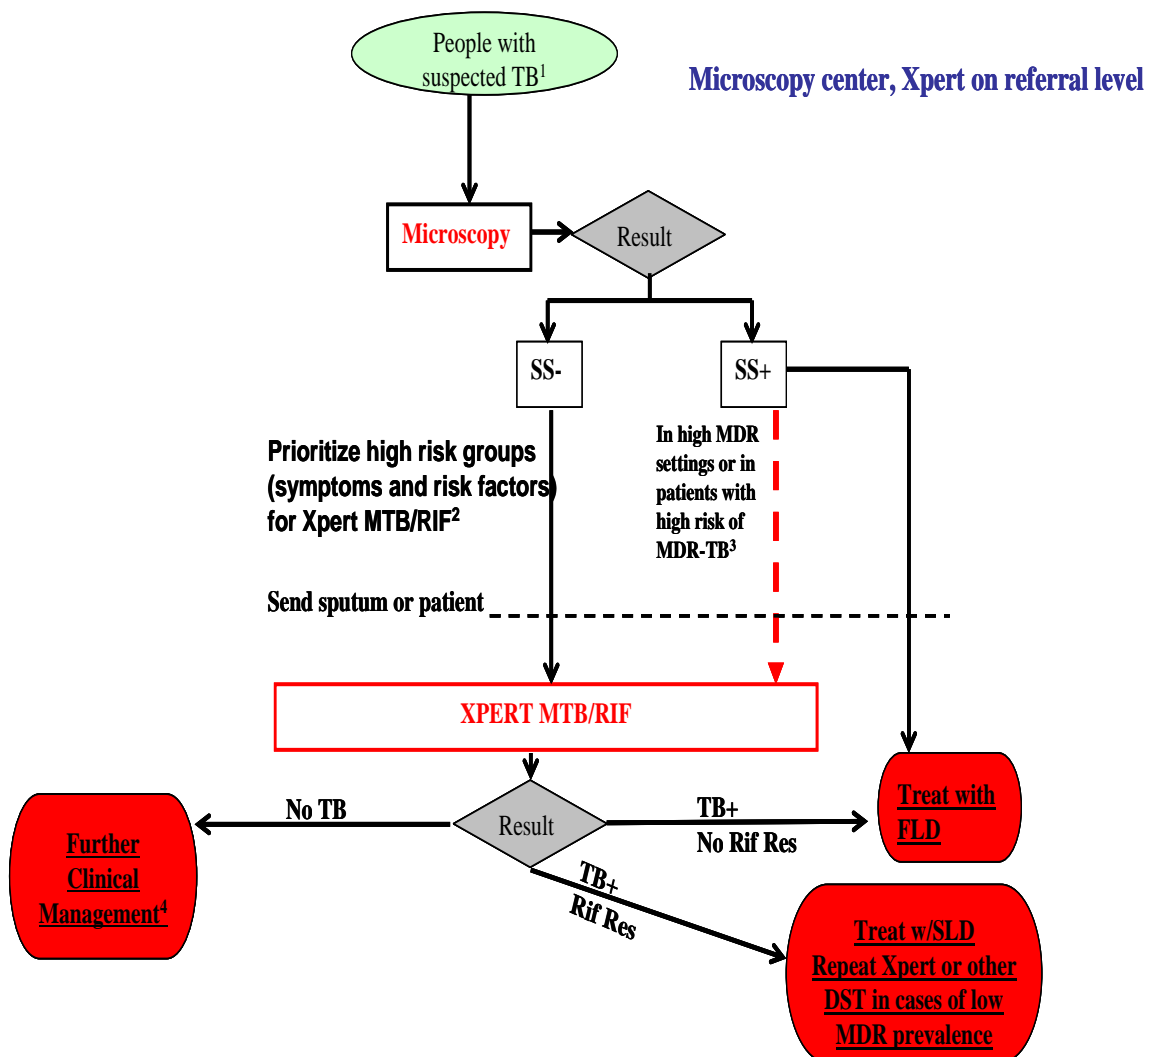 People with
suspected TB1
Microscopy center, Xpert on referral level
Microscopy
Result
SS-
SS+
Prioritize high risk groups
(symptoms and risk factors)
for Xpert MTB/RIF2
In high MDR
settings or in
patients with
high risk of
MDR-TB3
Send sputum or patient
XPERT MTB/RIF
Result
No TB
TB+
No Rif Res
TB+
Rif Res
Treat with
FLD
Further
Clinical
Management4
Treat w/SLD
Repeat Xpert or other
DST in cases of low
MDR prevalence